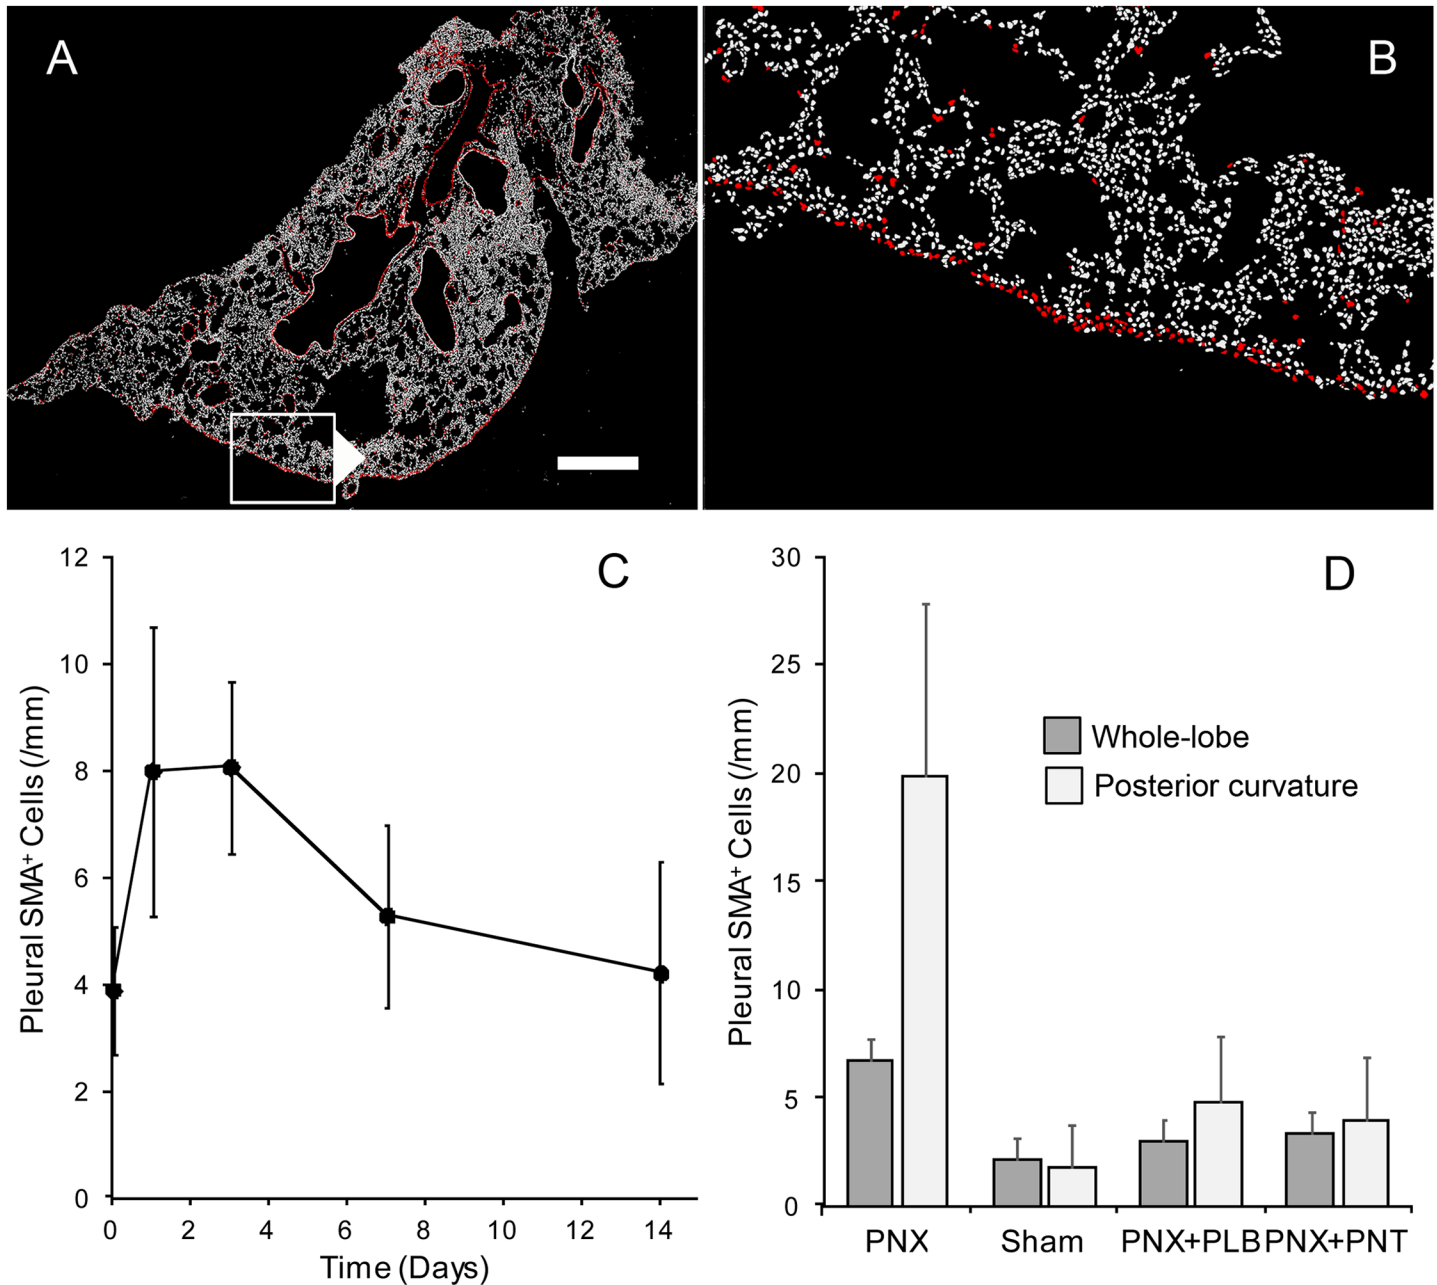 A
B
C
12
10
8
6
4
2
0
Pleural SMA⁺ Cells (/mm)
0 2 4 6 8 10 12 14
Time (Days)
D
30
25
20
15
10
5
0
Pleural SMA⁺ Cells (/mm)
Whole-lobe
Posterior curvature
PNX Sham PNX+PLB PNX+PNT